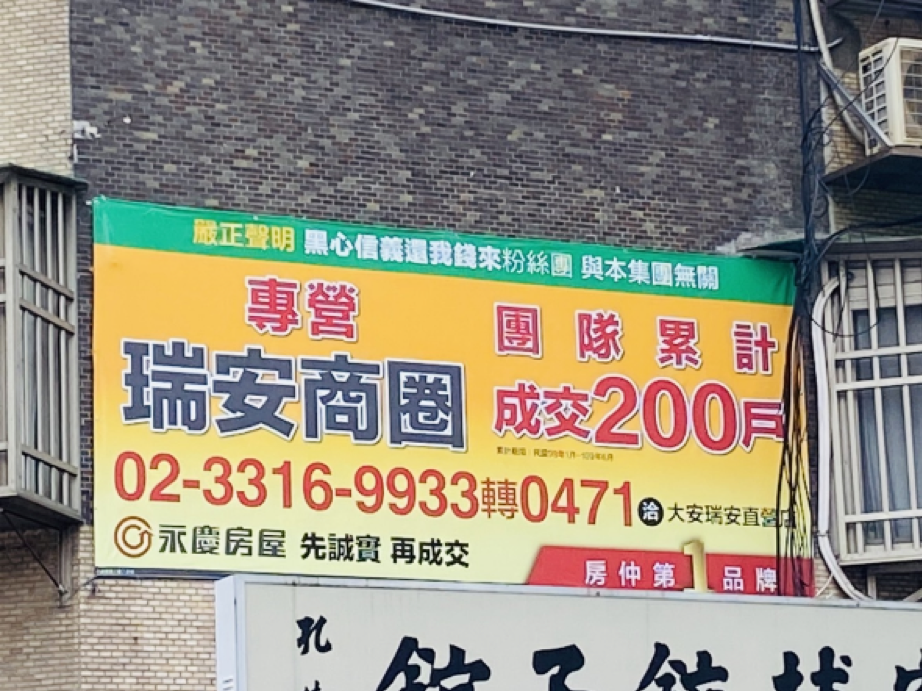 嚴正聲明 黑心信義還我錢來粉絲團 與本集團無關
專營
瑞安商圈
團隊累計
成交200戶
02-3316-9933轉0471 洽 大安瑞安直營店
永慶房屋 先誠實 再成交
房仲第1品牌
孔